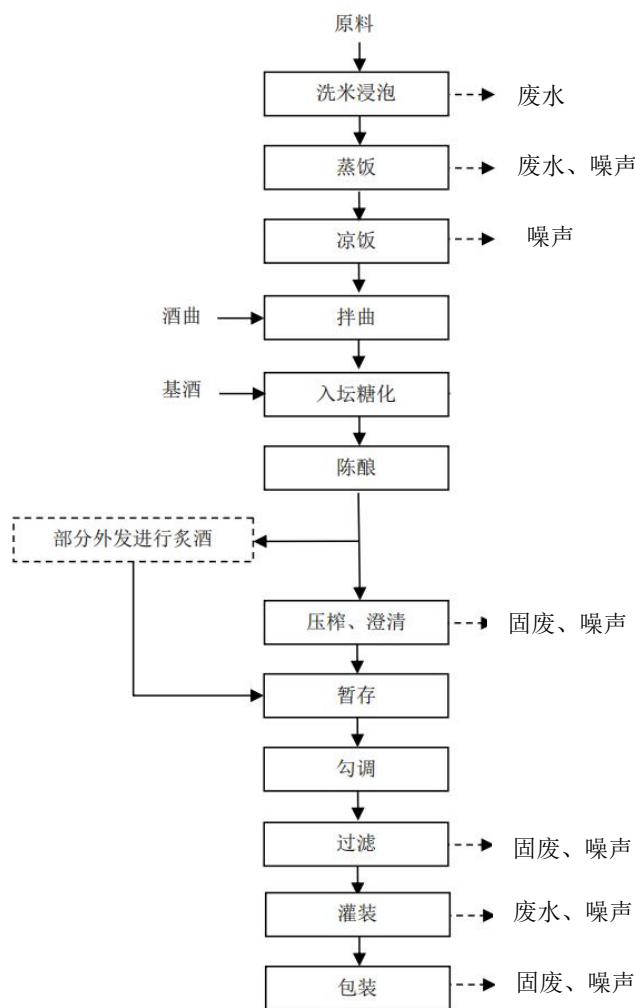 原料
洗米浸泡
废水
蒸饭
废水、噪声
凉饭
噪声
酒曲
拌曲
基酒
入坛糖化
陈酿
部分外发进行炙酒
压榨、澄清
固废、噪声
暂存
勾调
过滤
固废、噪声
灌装
废水、噪声
包装
固废、噪声